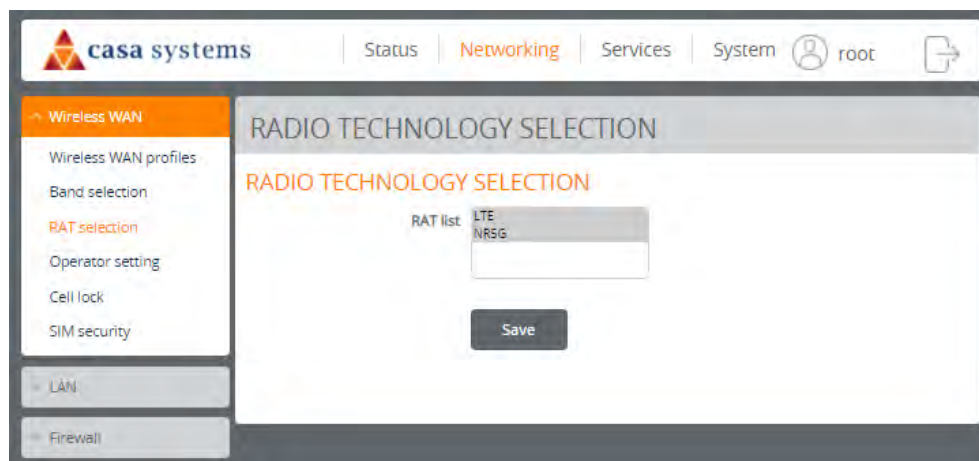 casa systems
Status Networking Services System root
Wireless WAN
Wireless WAN profiles
Band selection
RAT selection
Operator setting
Cell lock
SIM security
LAN
Firewall
RADIO TECHNOLOGY SELECTION
RADIO TECHNOLOGY SELECTION
RAT list
LTE
NR5G
Save